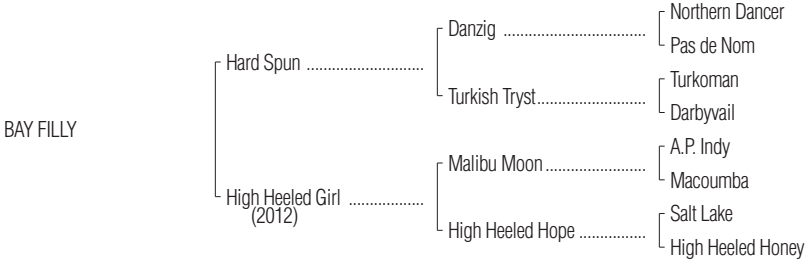 Northern Dancer
Danzig ..................................
Pas de Nom
Hard Spun ............................
Turkoman
Turkish Tryst..........................
Darbyvail
BAY FILLY
A.P. Indy
Malibu Moon ........................
Macoumba
High Heeled Girl ..................
(2012)
Salt Lake
High Heeled Hope ................
High Heeled Honey